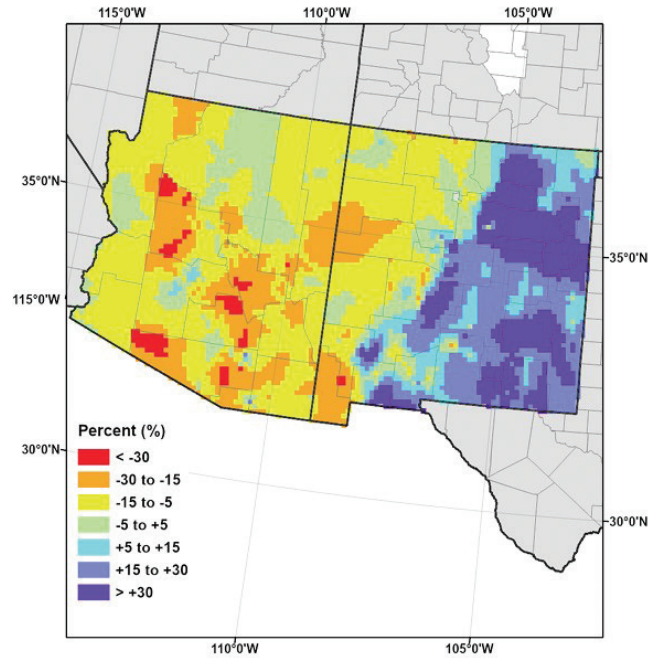 115°0'W 110°0'W 105°0'W
35°0'N
35°0'N
115°0'W
30°0'N
30°0'N
Percent (%)
< -30
-30 to -15
-15 to -5
-5 to +5
+5 to +15
+15 to +30
> +30
110°0'W 105°0'W